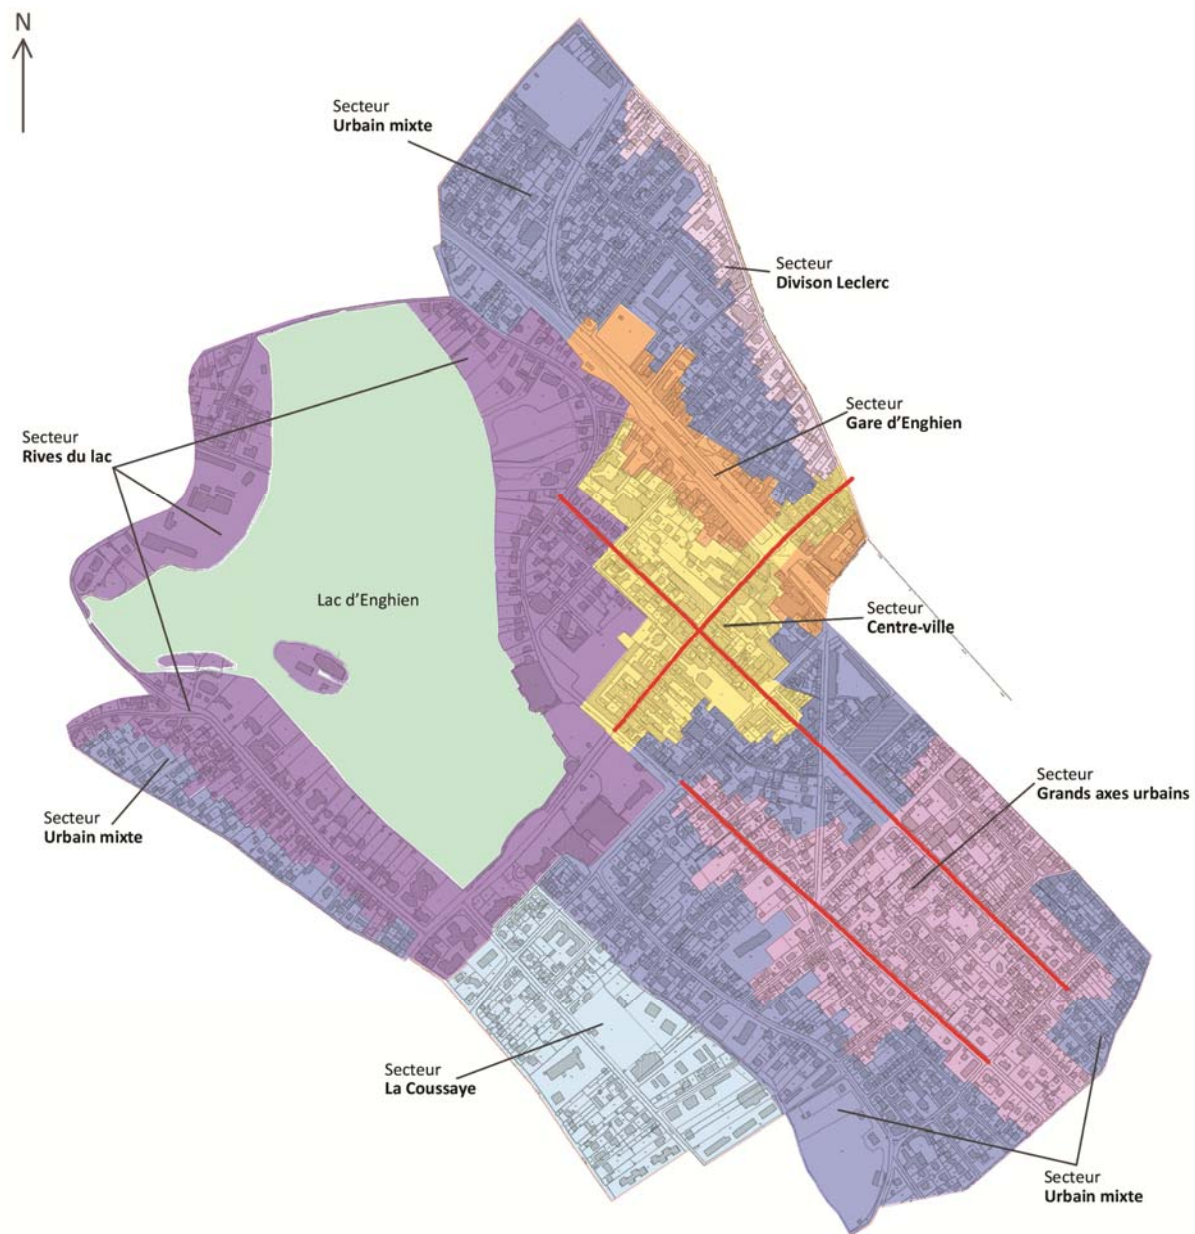 N
Secteur
Urbain mixte
Secteur
Divison Leclerc
Secteur
Gare d'Enghien
Secteur
Rives du lac
Lac d'Enghien
Secteur
Centre-ville
Secteur
Grands axes urbains
Secteur
Urbain mixte
Secteur
La Coussaye
Secteur
Urbain mixte